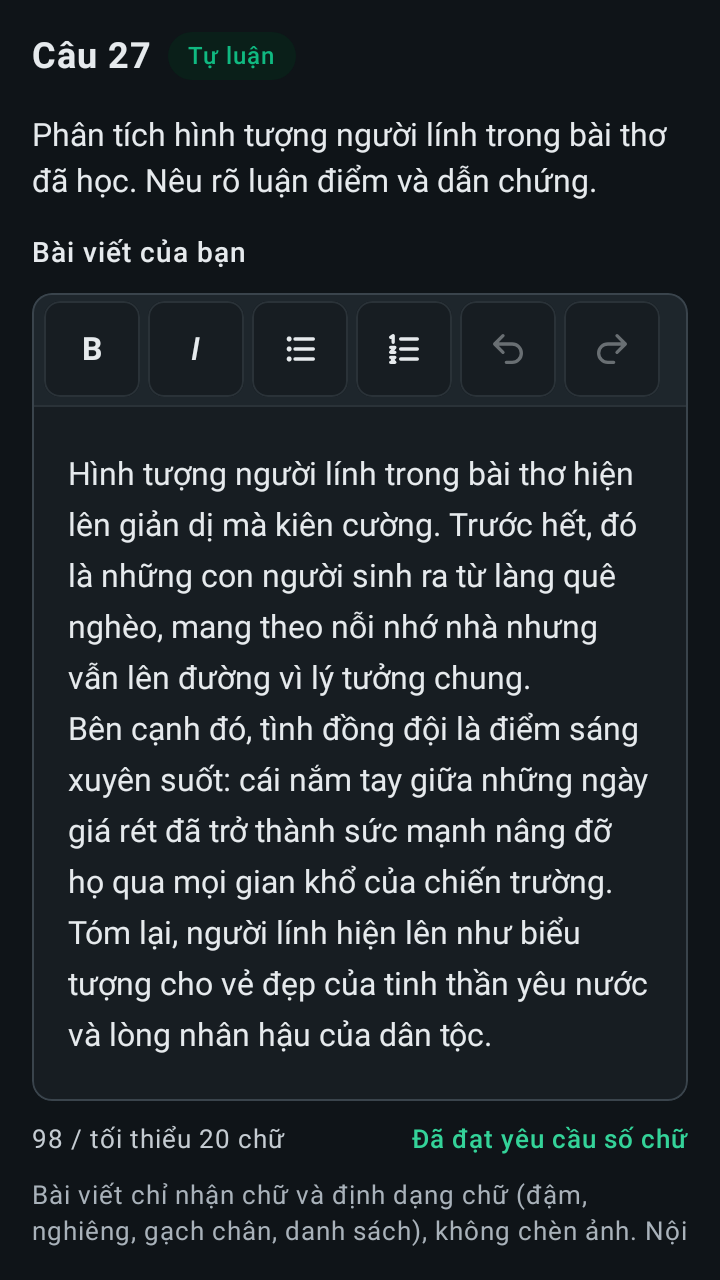 Câu 27 Tự luận
Phân tích hình tượng người lính trong bài thơ
đã học. Nêu rõ luận điểm và dẫn chứng.
Bài viết của bạn
B I
Hình tượng người lính trong bài thơ hiện
lên giản dị mà kiên cường. Trước hết, đó
là những con người sinh ra từ làng quê
nghèo, mang theo nỗi nhớ nhà nhưng
vẫn lên đường vì lý tưởng chung.
Bên cạnh đó, tình đồng đội là điểm sáng
xuyên suốt: cái nắm tay giữa những ngày
giá rét đã trở thành sức mạnh nâng đỡ
họ qua mọi gian khổ của chiến trường.
Tóm lại, người lính hiện lên như biểu
tượng cho vẻ đẹp của tinh thần yêu nước
và lòng nhân hậu của dân tộc.
98 / tối thiểu 20 chữ Đã đạt yêu cầu số chữ
Bài viết chỉ nhận chữ và định dạng chữ (đậm,
nghiêng, gạch chân, danh sách), không chèn ảnh. Nội